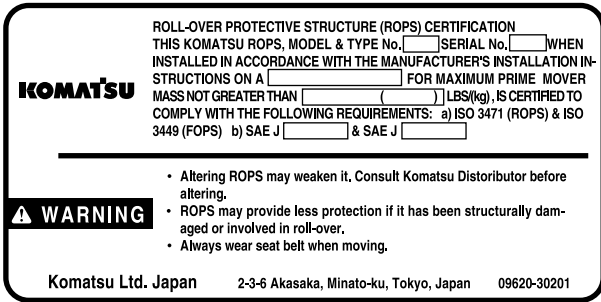 ROLL-OVER PROTECTIVE STRUCTURE (ROPS) CERTIFICATION
THIS KOMATSU ROPS, MODEL & TYPE No. SERIAL No. WHEN
INSTALLED IN ACCORDANCE WITH THE MANUFACTURER'S INSTALLATION IN-
STRUCTIONS ON A FOR MAXIMUM PRIME MOVER
MASS NOT GREATER THAN ( ) LBS/(kg), IS CERTIFIED TO
COMPLY WITH THE FOLLOWING REQUIREMENTS: a) ISO 3471 (ROPS) & ISO
3449 (FOPS) b) SAE J & SAE J
KOMATSU
WARNING
• Altering ROPS may weaken it. Consult Komatsu Distoributor before
altering.
• ROPS may provide less protection if it has been structurally dam-
aged or involved in roll-over.
• Always wear seat belt when moving.
Komatsu Ltd. Japan 2-3-6 Akasaka, Minato-ku, Tokyo, Japan 09620-30201